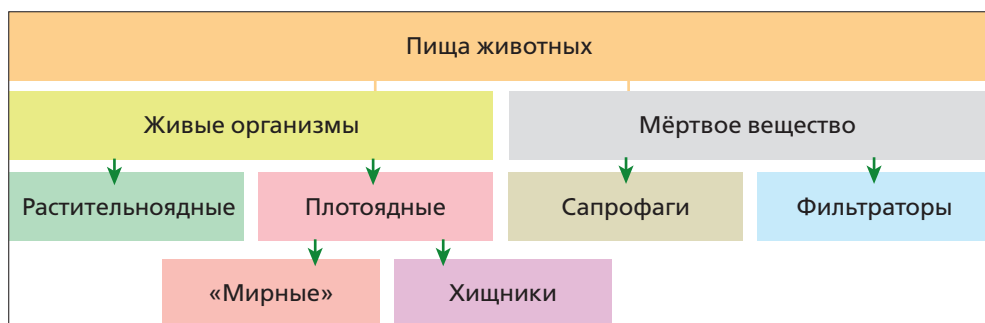 Пища животных
Живые организмы
Мёртвое вещество
Растительноядные
Плотоядные
Сапрофаги
Фильтраторы
«Мирные»
Хищники